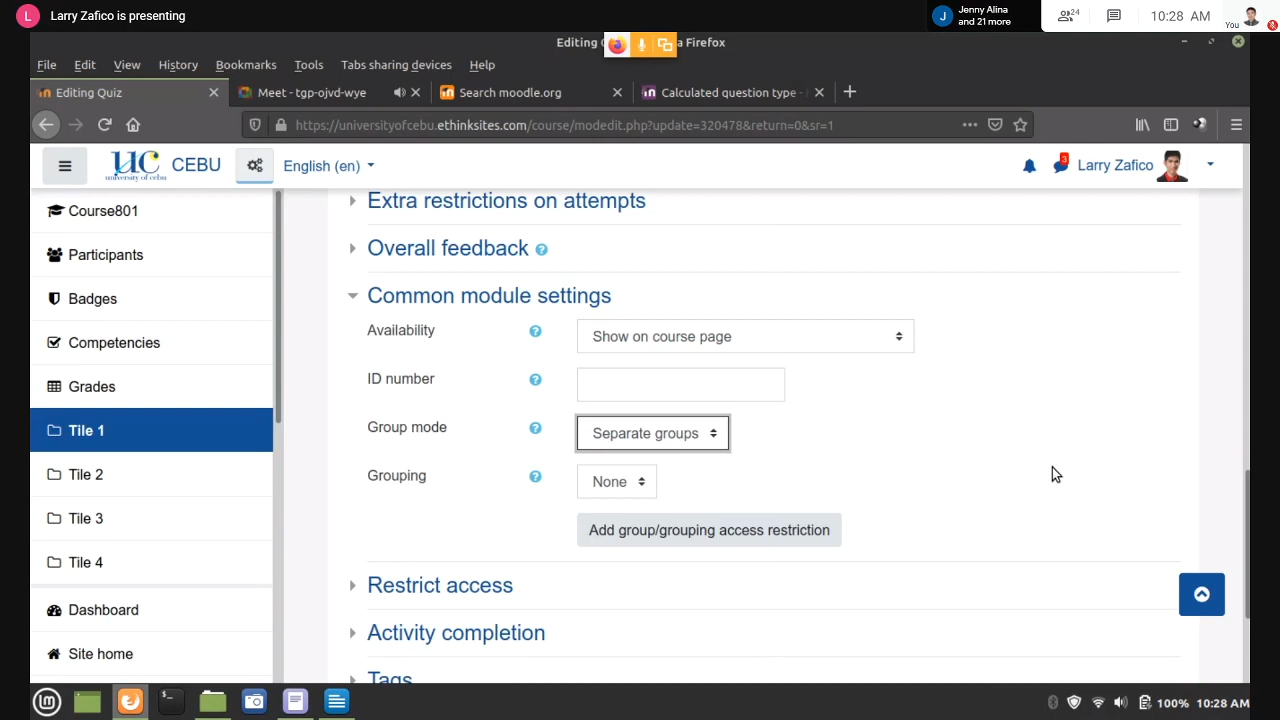 L Larry Zafico is presenting
J Jenny Alina
and 21 more
24
10:28 AM
You
Editing
a Firefox
File Edit View History Bookmarks Tools Tabs sharing devices Help
Editing Quiz
Meet - tgp-ojvd-wye
Search moodle.org
Calculated question type -
https://universityofcebu.ethinksites.com/course/modedit.php?update=320478&return=0&sr=1
UC
university of cebu
CEBU
English (en)
3
Larry Zafico
Course801
Participants
Badges
Competencies
Grades
Tile 1
Tile 2
Tile 3
Tile 4
Dashboard
Site home
Extra restrictions on attempts
Overall feedback ?
Common module settings
Availability ? Show on course page
ID number ?
Group mode ? Separate groups
Grouping ? None
Add group/grouping access restriction
Restrict access
Activity completion
Tags
100% 10:28 AM